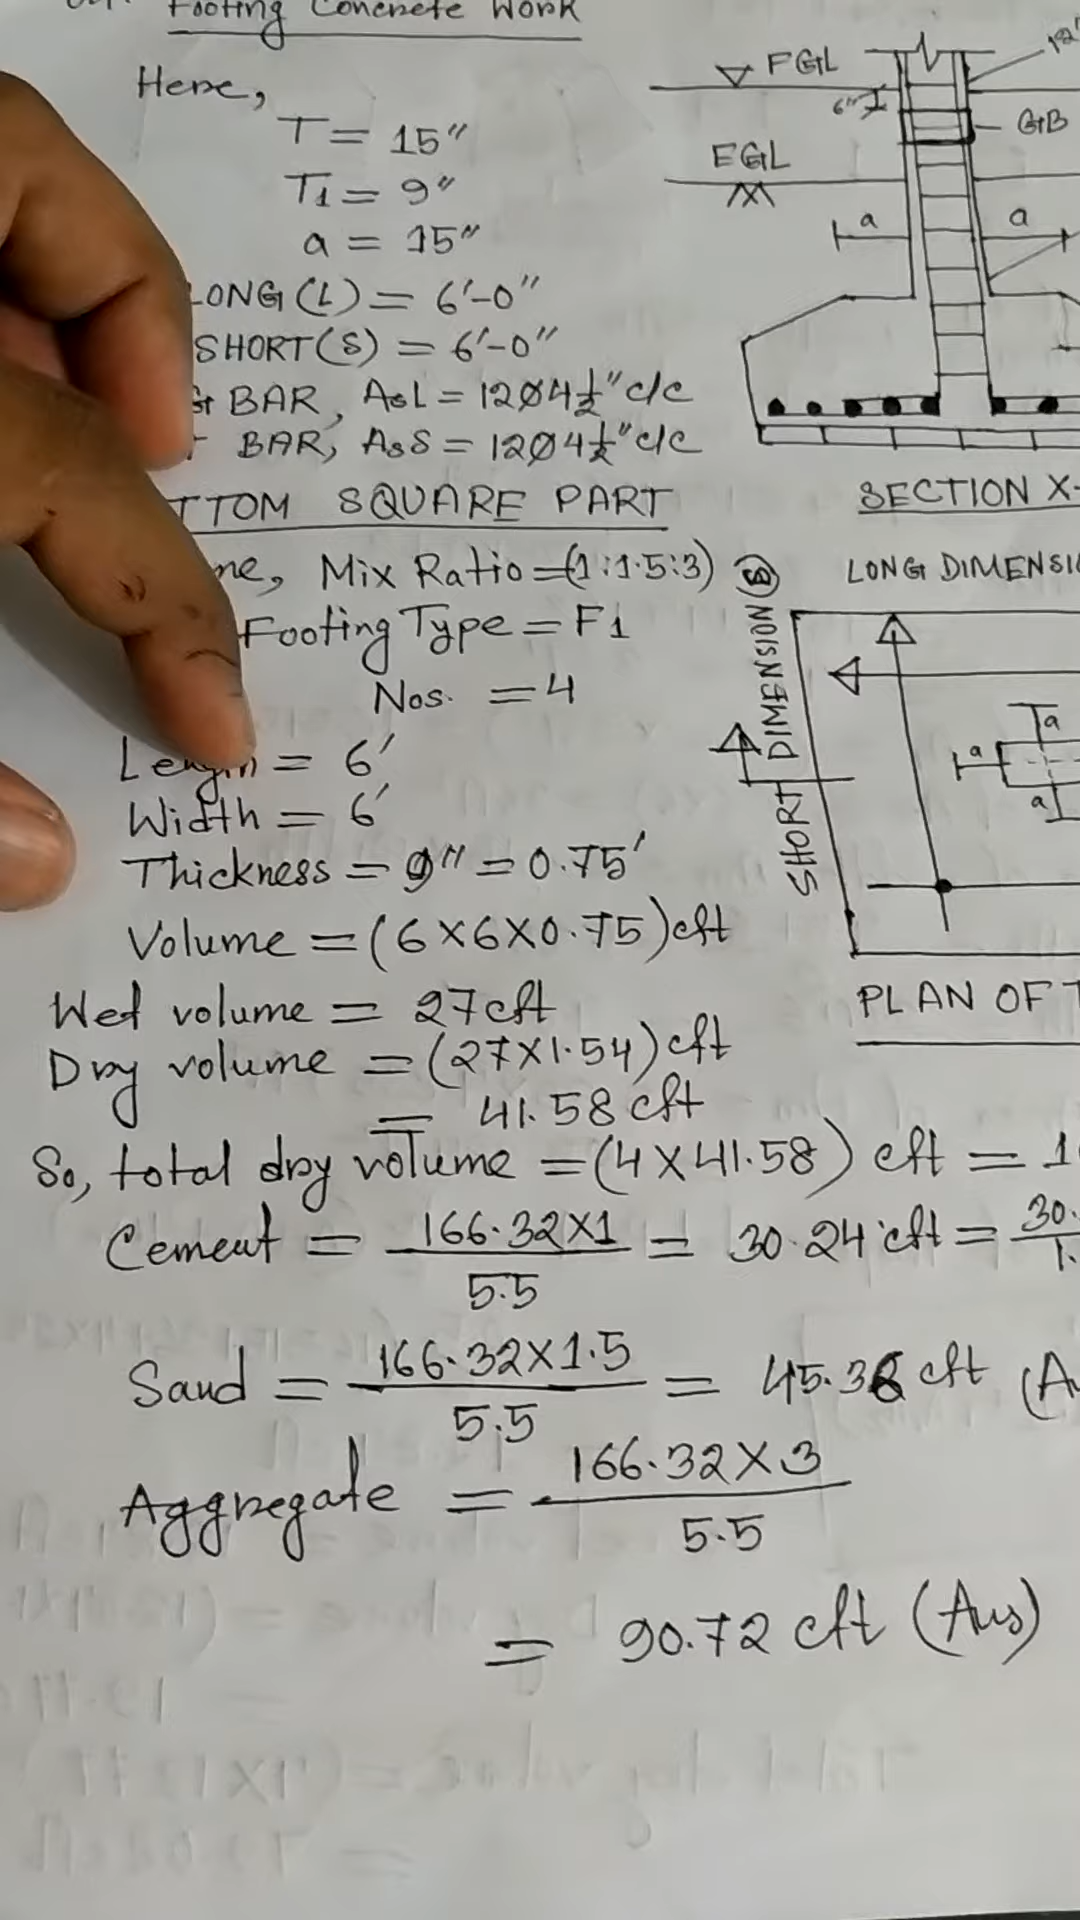 Footing Concrete Work
Here,
T = 15"
T1 = 9"
a = 15"
LONG (L) = 6'-0"
SHORT (S) = 6'-0"
BAR, AsL = 12Ø4½" c/c
BAR, AsS = 12Ø4½" c/c
TTOM SQUARE PART
Mix Ratio = (1:1.5:3)
Footing Type = F1
Nos. = 4
Length = 6'
Width = 6'
Thickness = 9" = 0.75'
Volume = (6×6×0.75) cft
Wet volume = 27 cft
Dry volume = (27×1.54) cft
= 41.58 cft
So, total dry volume = (4×41.58) cft = 1
Cement = 166.32×1 / 5.5 = 30.24 cft = 30. / 1.
Sand = 166.32×1.5 / 5.5 = 45.36 cft (A
Aggregate = 166.32×3 / 5.5
= 90.72 cft (Ans)
FGL
6"
GB
EGL
a
a
SECTION X-
LONG DIMENSI
SHORT DIMENSION (S)
a
a
a
PLAN OF